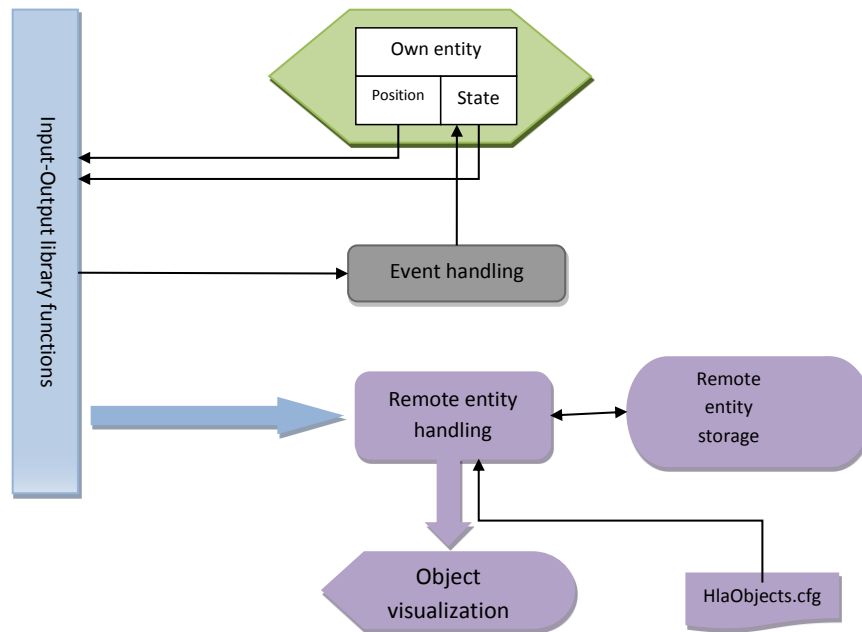 Own entity
Position
State
Input-Output library functions
Event handling
Remote entity
handling
Remote
entity
storage
Object
visualization
HlaObjects.cfg